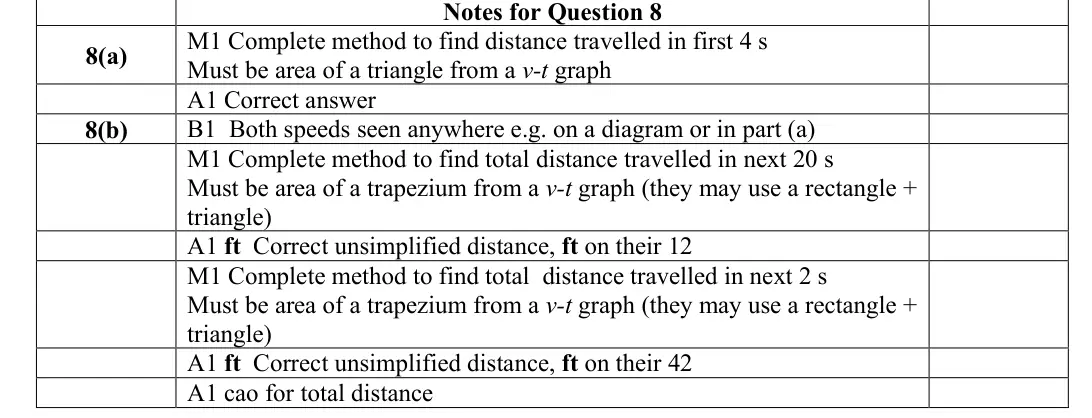 Notes for Question 8
8(a)
M1 Complete method to find distance travelled in first 4 s
Must be area of a triangle from a v-t graph
A1 Correct answer
8(b)
B1 Both speeds seen anywhere e.g. on a diagram or in part (a)
M1 Complete method to find total distance travelled in next 20 s
Must be area of a trapezium from a v-t graph (they may use a rectangle +
triangle)
A1 ft Correct unsimplified distance, ft on their 12
M1 Complete method to find total distance travelled in next 2 s
Must be area of a trapezium from a v-t graph (they may use a rectangle +
triangle)
A1 ft Correct unsimplified distance, ft on their 42
A1 cao for total distance